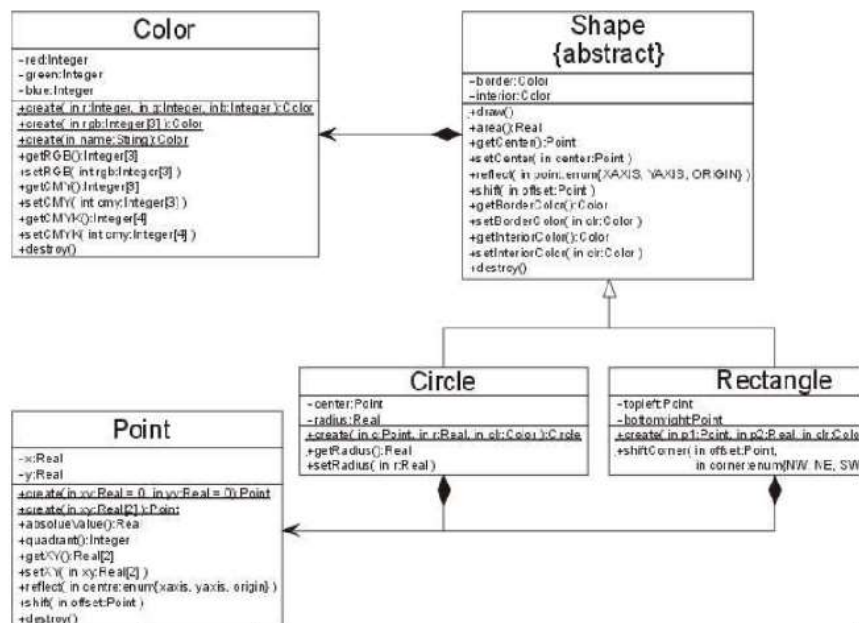 Color
-red:Integer
-green:Integer
-blue:Integer
+create( in r:Integer, in g:Integer, in b:Integer ):Color
+create( in rgb:Integer[3] ):Color
+create(in name:String):Color
+getRGB():Integer[3]
+setRGB( int rgb:Integer[3] )
+getCMY():Integer[3]
+setCMY( int cmy:Integer[3] )
+getCMYK():Integer[4]
+setCMYK( int cmy:Integer[4] )
+destroy()
Shape
{abstract}
-border:Color
-interior:Color
+draw()
+area():Real
+getCenter():Point
+setCenter( in center:Point )
+reflect( in point:enum{XAXIS, YAXIS, ORIGIN} )
+shift( in offset:Point )
+getBorderColor():Color
+setBorderColor( in clr:Color )
+getInteriorColor():Color
+setInteriorColor( in clr:Color )
+destroy()
Circle
-center:Point
-radius:Real
+create( in c:Point, in r:Real, in clr:Color ):Circle
+getRadius():Real
+setRadius( in r:Real )
Rectangle
-topleft:Point
-bottomright:Point
+create( in p1:Point, in p2:Real, in clr:Colo
+shiftCorner( in offset:Point,
in corner:enum{NW, NE, SW
Point
-x:Real
-y:Real
+create( in xv:Real = 0, in yv:Real = 0):Point
+create( in xy:Real[2] ):Point
+absolueValue():Real
+quadrant():Integer
+getXY():Real[2]
+setXY( in xy:Real[2] )
+reflect( in centre:enum{xaxis, yaxis, origin} )
+shift( in offset:Point )
+destroy()